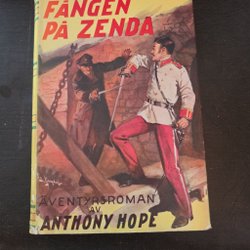 FÅNGEN
PÅ ZENDA
ÄVENTYRSROMAN
AV
ANTHONY HOPE